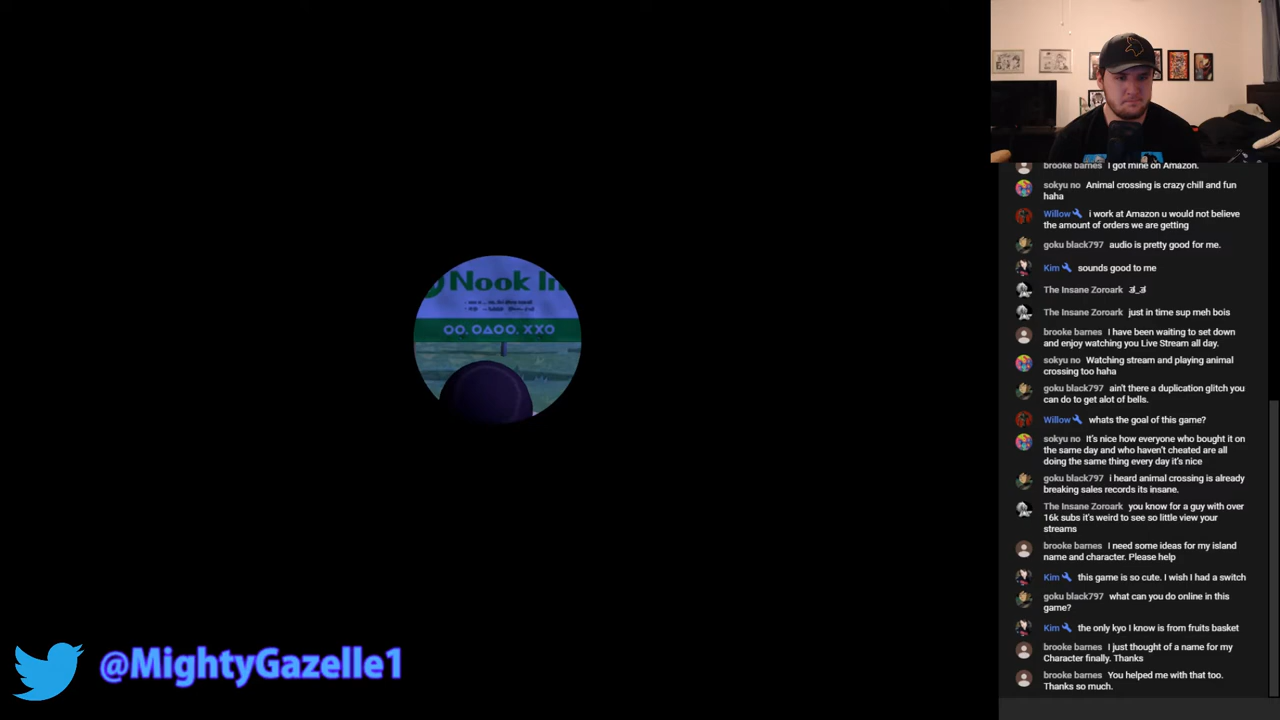 Nook In
OO. O△OO. XXO
@MightyGazelle1
brooke barnes I got mine on Amazon.
sokyu no Animal crossing is crazy chill and fun
haha
Willow i work at Amazon u would not believe
the amount of orders we are getting
goku black797 audio is pretty good for me.
Kim sounds good to me
The Insane Zoroark
The Insane Zoroark just in time sup meh bois
brooke barnes I have been waiting to set down
and enjoy watching you Live Stream all day.
sokyu no Watching stream and playing animal
crossing too haha
goku black797 ain't there a duplication glitch you
can do to get alot of bells.
Willow whats the goal of this game?
sokyu no It's nice how everyone who bought it on
the same day and who haven't cheated are all
doing the same thing every day it's nice
goku black797 i heard animal crossing is already
breaking sales records its insane.
The Insane Zoroark you know for a guy with over
16k subs it's weird to see so little view your
streams
brooke barnes I need some ideas for my island
name and character. Please help
Kim this game is so cute. I wish I had a switch
goku black797 what can you do online in this
game?
Kim the only kyo I know is from fruits basket
brooke barnes I just thought of a name for my
Character finally. Thanks
brooke barnes You helped me with that too.
Thanks so much.